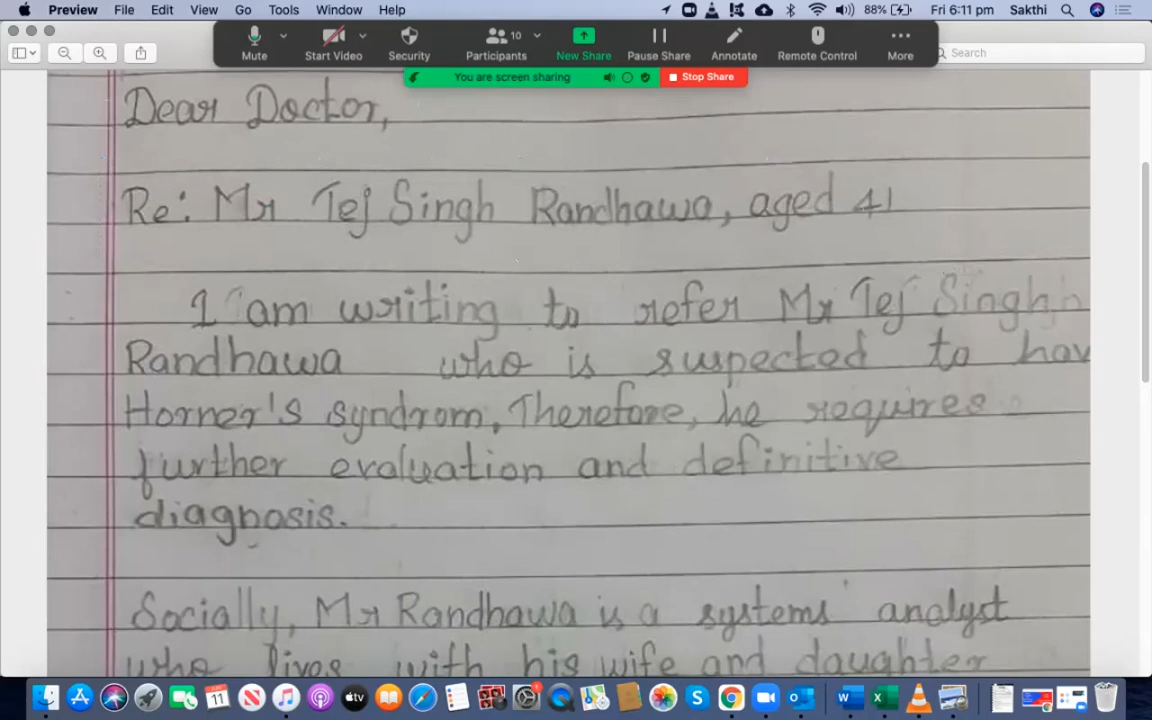 Preview File Edit View Go Tools Window Help 88% Fri 6:11 pm Sakthi
Mute Start Video Security Participants 10 New Share Pause Share Annotate Remote Control More Search
You are screen sharing Stop Share
Dear Doctor,
Re: Mr Tej Singh Randhawa, aged 41
I am writing to refer Mr Tej Singh
Randhawa who is suspected to hav
Horner's syndrom, Therefore, he requires
further evaluation and definitive
diagnosis.
Socially, Mr Randhawa is a systems analyst
who lives with his wife and daughter
11
tv